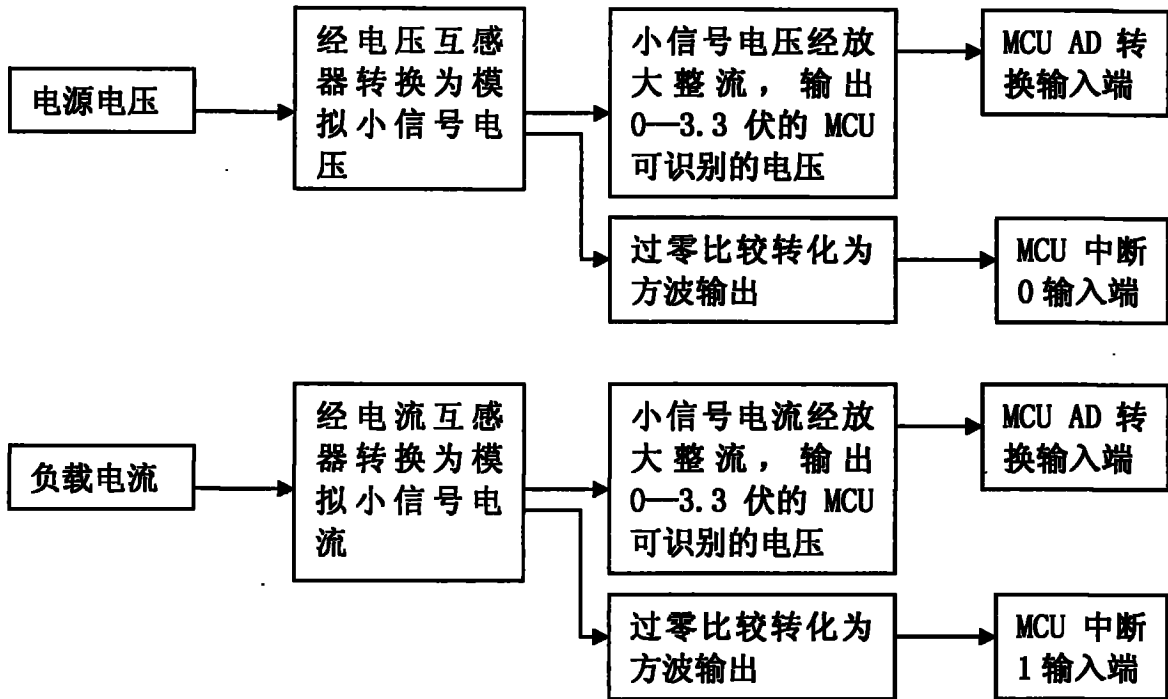 电源电压
经电压互感
器转换为模
拟小信号电
压
小信号电压经放
大整流，输出
0—3.3 伏的 MCU
可识别的电压
MCU AD 转
换输入端
过零比较转化为
方波输出
MCU 中断
0 输入端
负载电流
经电流互感
器转换为模
拟小信号电
流
小信号电流经放
大整流，输出
0—3.3 伏的 MCU
可识别的电压
MCU AD 转
换输入端
过零比较转化为
方波输出
MCU 中断
1 输入端